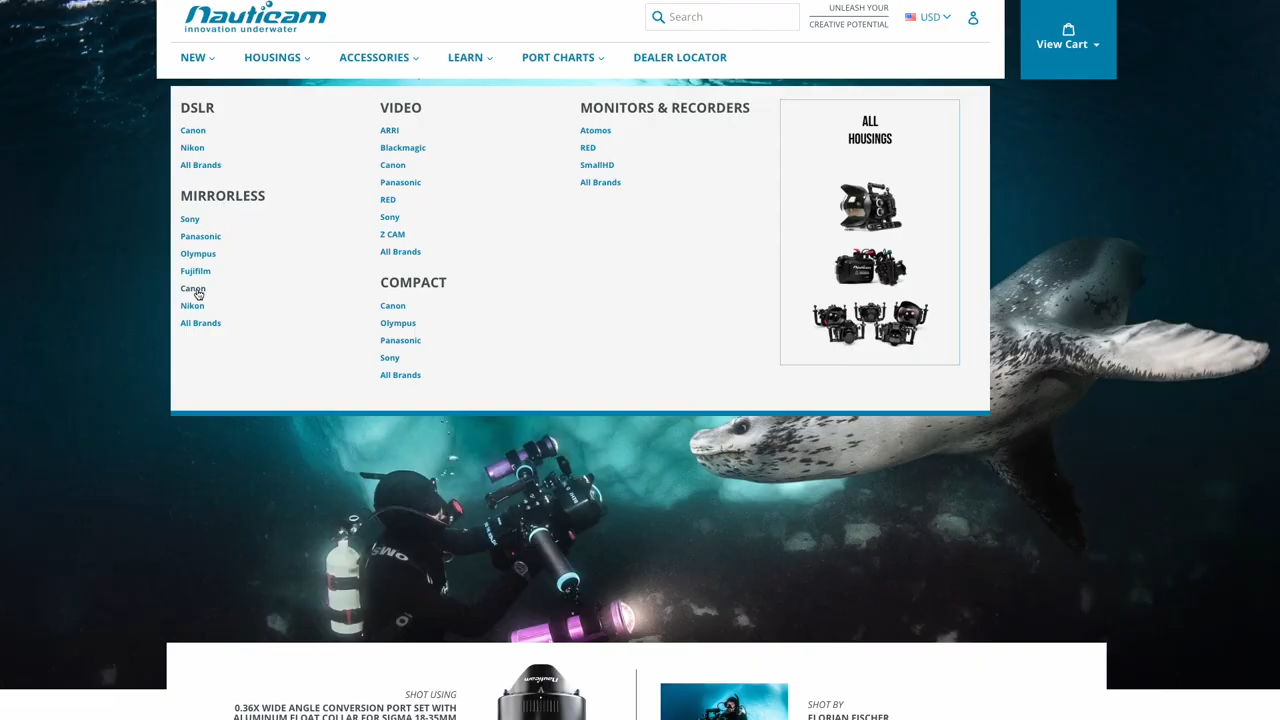 Nauticam
innovation underwater
Search
UNLEASH YOUR
CREATIVE POTENTIAL
USD
View Cart
NEW
HOUSINGS
ACCESSORIES
LEARN
PORT CHARTS
DEALER LOCATOR
DSLR
Canon
Nikon
All Brands
MIRRORLESS
Sony
Panasonic
Olympus
Fujifilm
Canon
Nikon
All Brands
VIDEO
ARRI
Blackmagic
Canon
Panasonic
RED
Sony
Z CAM
All Brands
COMPACT
Canon
Olympus
Panasonic
Sony
All Brands
MONITORS & RECORDERS
Atomos
RED
SmallHD
All Brands
ALL
HOUSINGS
SHOT USING
0.36X WIDE ANGLE CONVERSION PORT SET WITH
ALUMINUM FLOAT COLLAR FOR SIGMA 18-35MM
SHOT BY
FLORIAN FISCHER